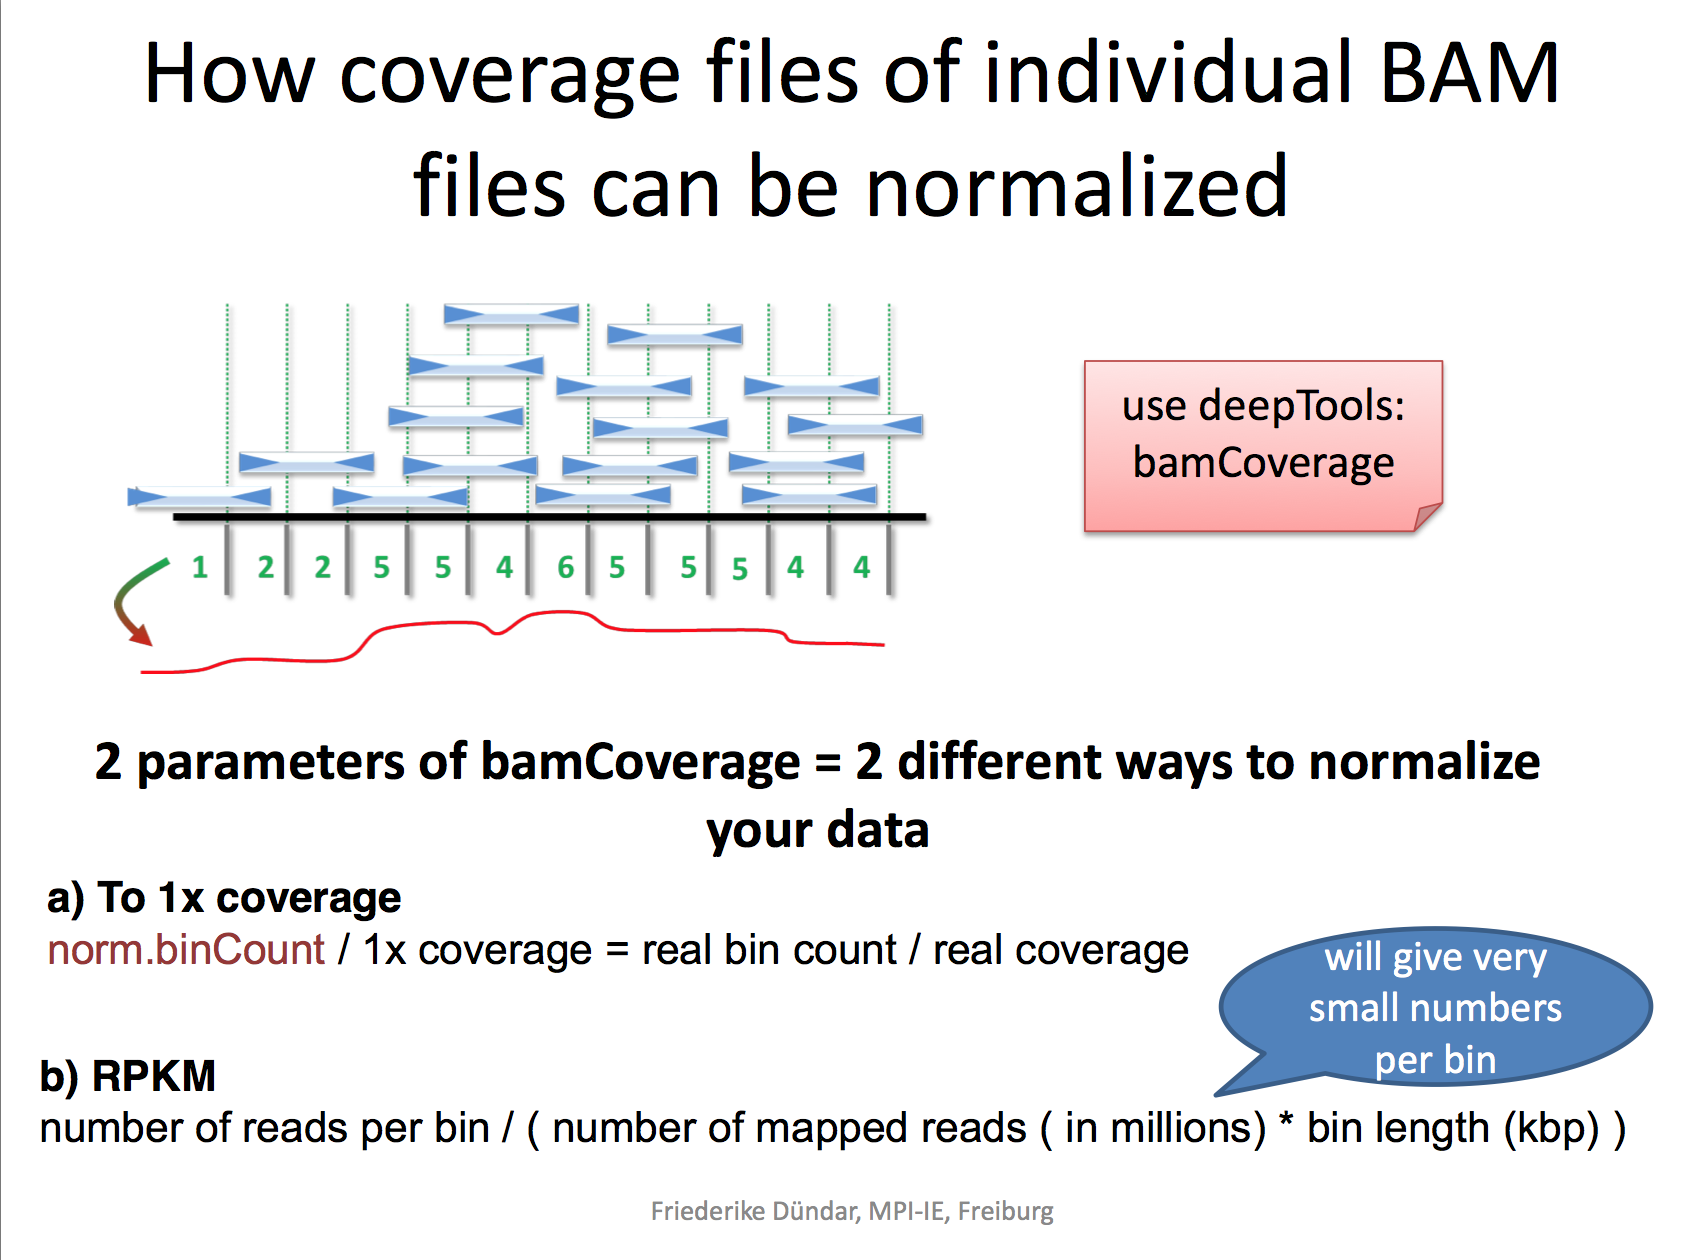 How coverage files of individual BAM
files can be normalized
use deepTools:
bamCoverage
1 2 2 5 5 4 6 5 5 5 4 4
2 parameters of bamCoverage = 2 different ways to normalize
your data
a) To 1x coverage
norm.binCount / 1x coverage = real bin count / real coverage
will give very
small numbers
per bin
b) RPKM
number of reads per bin / ( number of mapped reads ( in millions) * bin length (kbp) )
Friederike Dündar, MPI-IE, Freiburg